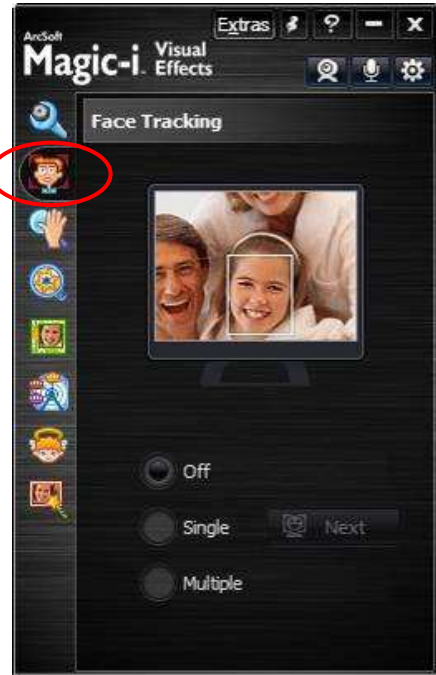 Extras ? - X
ArcSoft
Magic-i. Visual Effects
Face Tracking
Off
Single Next
Multiple